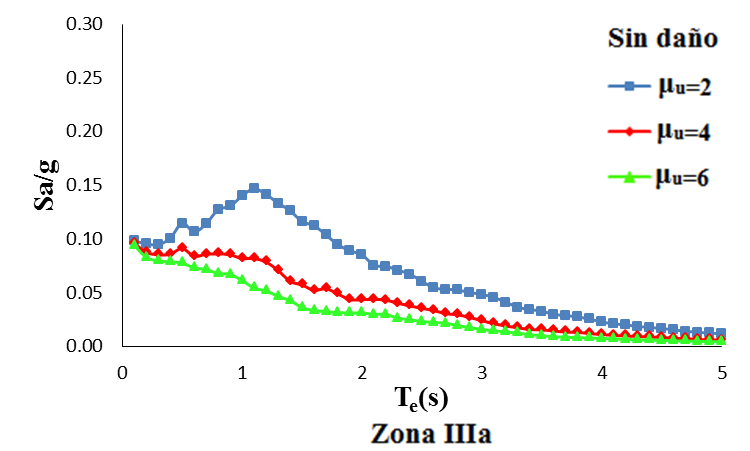 Sin daño
μu=2
μu=4
μu=6
Sa/g
0.30
0.25
0.20
0.15
0.10
0.05
0.00
0 1 2 3 4 5
Te(s)
Zona IIIa